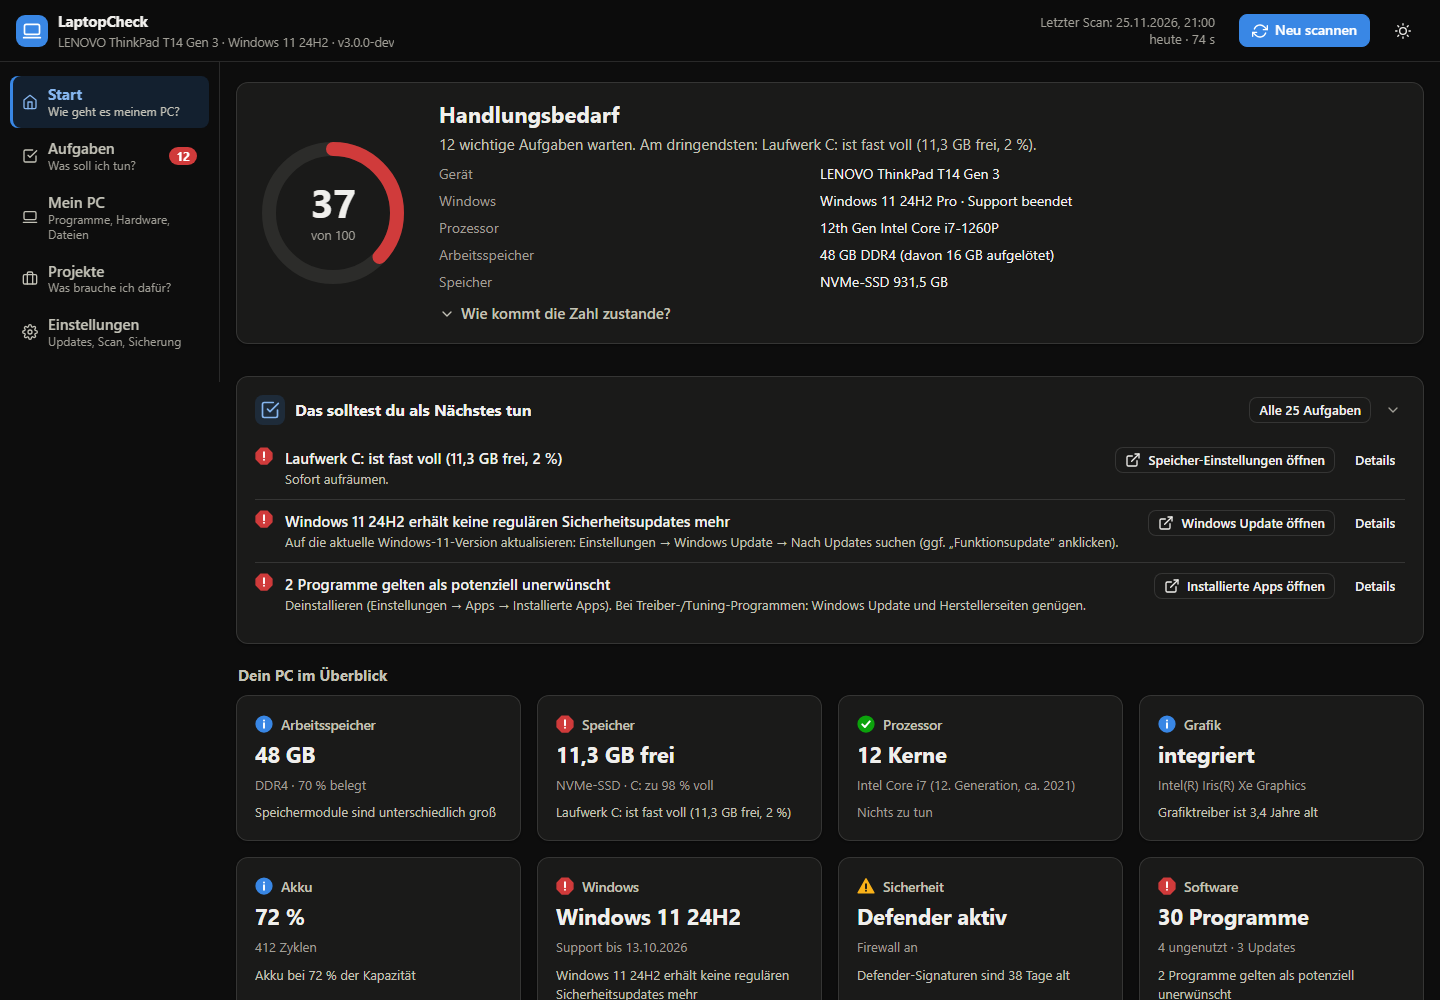 LaptopCheck
LENOVO ThinkPad T14 Gen 3 · Windows 11 24H2 · v3.0.0-dev
Letzter Scan: 25.11.2026, 21:00
heute · 74 s
Neu scannen
Start
Wie geht es meinem PC?
Aufgaben
Was soll ich tun?
12
Mein PC
Programme, Hardware,
Dateien
Projekte
Was brauche ich dafür?
Einstellungen
Updates, Scan, Sicherung
37
von 100
Handlungsbedarf
12 wichtige Aufgaben warten. Am dringendsten: Laufwerk C: ist fast voll (11,3 GB frei, 2 %).
Gerät LENOVO ThinkPad T14 Gen 3
Windows Windows 11 24H2 Pro · Support beendet
Prozessor 12th Gen Intel Core i7-1260P
Arbeitsspeicher 48 GB DDR4 (davon 16 GB aufgelötet)
Speicher NVMe-SSD 931,5 GB
Wie kommt die Zahl zustande?
Das solltest du als Nächstes tun
Alle 25 Aufgaben
Laufwerk C: ist fast voll (11,3 GB frei, 2 %)
Sofort aufräumen.
Speicher-Einstellungen öffnen Details
Windows 11 24H2 erhält keine regulären Sicherheitsupdates mehr
Auf die aktuelle Windows-11-Version aktualisieren: Einstellungen → Windows Update → Nach Updates suchen (ggf. „Funktionsupdate“ anklicken).
Windows Update öffnen Details
2 Programme gelten als potenziell unerwünscht
Deinstallieren (Einstellungen → Apps → Installierte Apps). Bei Treiber-/Tuning-Programmen: Windows Update und Herstellerseiten genügen.
Installierte Apps öffnen Details
Dein PC im Überblick
Arbeitsspeicher
48 GB
DDR4 · 70 % belegt
Speichermodule sind unterschiedlich groß
Speicher
11,3 GB frei
NVMe-SSD · C: zu 98 % voll
Laufwerk C: ist fast voll (11,3 GB frei, 2 %)
Prozessor
12 Kerne
Intel Core i7 (12. Generation, ca. 2021)
Nichts zu tun
Grafik
integriert
Intel(R) Iris(R) Xe Graphics
Grafiktreiber ist 3,4 Jahre alt
Akku
72 %
412 Zyklen
Akku bei 72 % der Kapazität
Windows
Windows 11 24H2
Support bis 13.10.2026
Windows 11 24H2 erhält keine regulären
Sicherheitsupdates mehr
Sicherheit
Defender aktiv
Firewall an
Defender-Signaturen sind 38 Tage alt
Software
30 Programme
4 ungenutzt · 3 Updates
2 Programme gelten als potenziell
unerwünscht